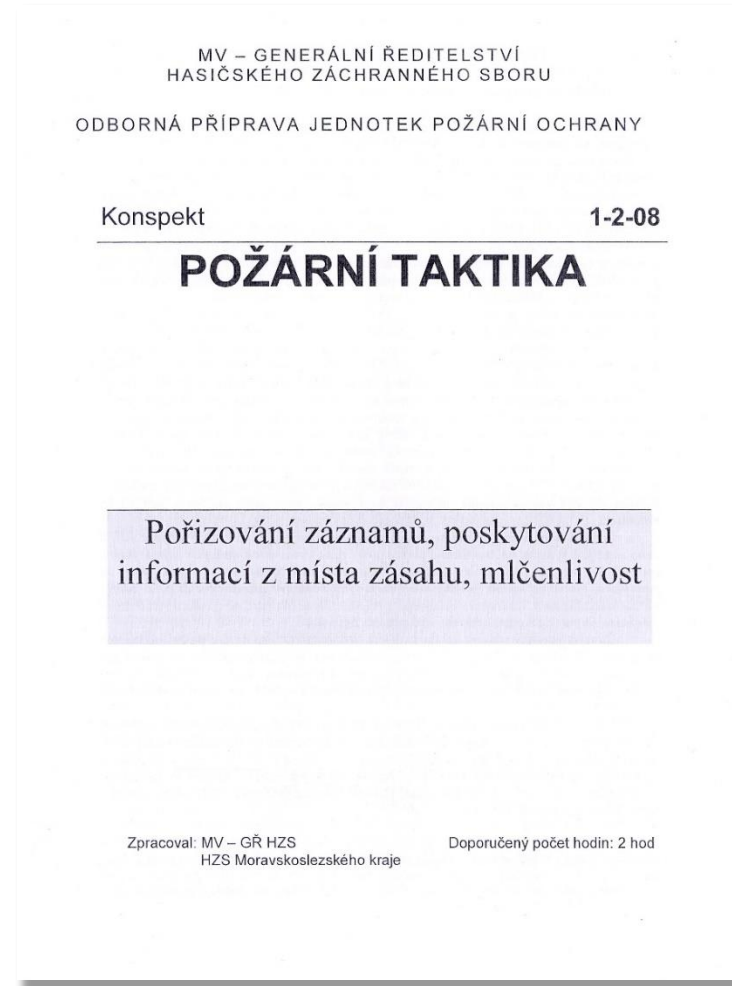 MV – GENERÁLNÍ ŘEDITELSTVÍ
HASIČSKÉHO ZÁCHRANNÉHO SBORU
ODBORNÁ PŘÍPRAVA JEDNOTEK POŽÁRNÍ OCHRANY
Konspekt 1-2-08
POŽÁRNÍ TAKTIKA
Pořizování záznamů, poskytování
informací z místa zásahu, mlčenlivost
Zpracoval: MV – GŘ HZS Doporučený počet hodin: 2 hod
HZS Moravskoslezského kraje